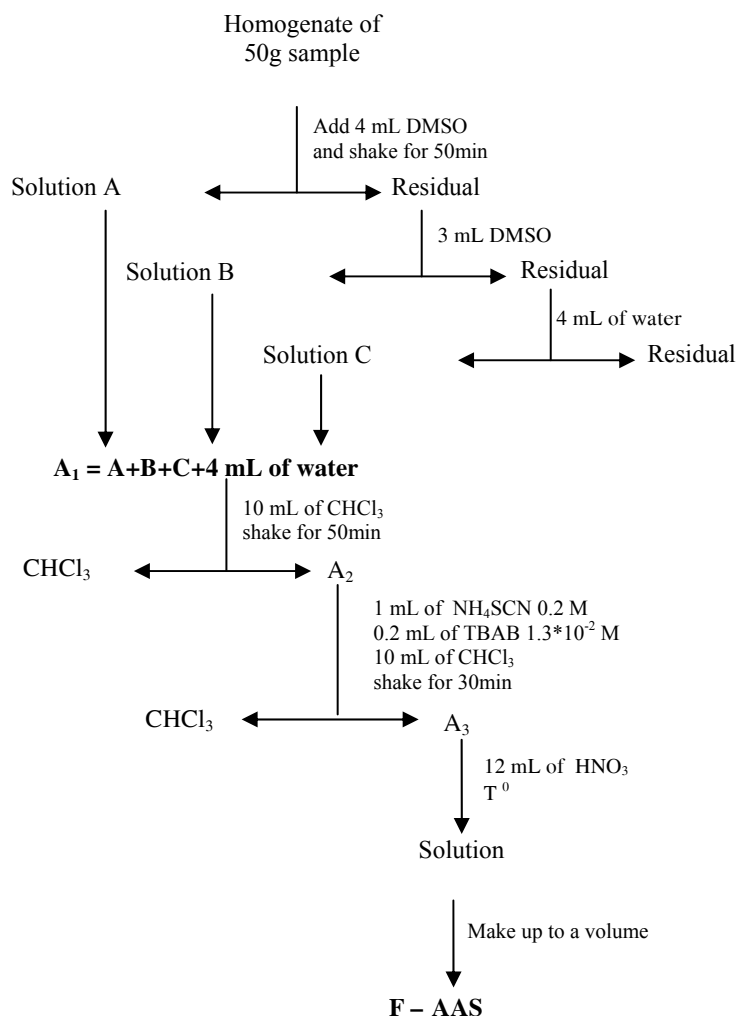 Homogenate of
50g sample
Add 4 mL DMSO
and shake for 50min
Solution A
Residual
3 mL DMSO
Solution B
Residual
4 mL of water
Solution C
Residual
A₁ = A+B+C+4 mL of water
10 mL of CHCl₃
shake for 50min
CHCl₃
A₂
1 mL of NH₄SCN 0.2 M
0.2 mL of TBAB 1.3*10⁻² M
10 mL of CHCl₃
shake for 30min
CHCl₃
A₃
12 mL of HNO₃
T ⁰
Solution
Make up to a volume
F – AAS